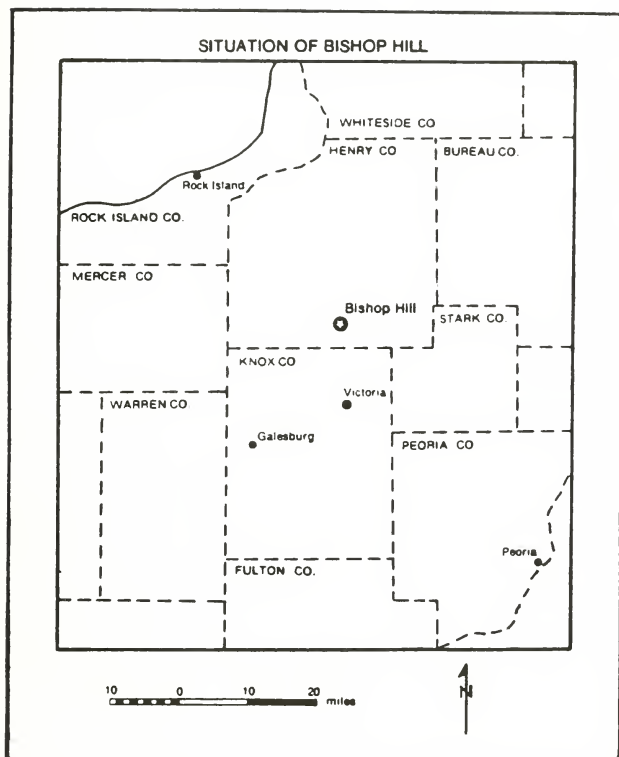 SITUATION OF BISHOP HILL
WHITESIDE CO
HENRY CO
BUREAU CO.
Rock Island
ROCK ISLAND CO.
MERCER CO
Bishop Hill
STARK CO.
KNOX CO
Victoria
WARREN CO.
Galesburg
PEORIA CO
Peoria
FULTON CO.
10 0 10 20 miles
N